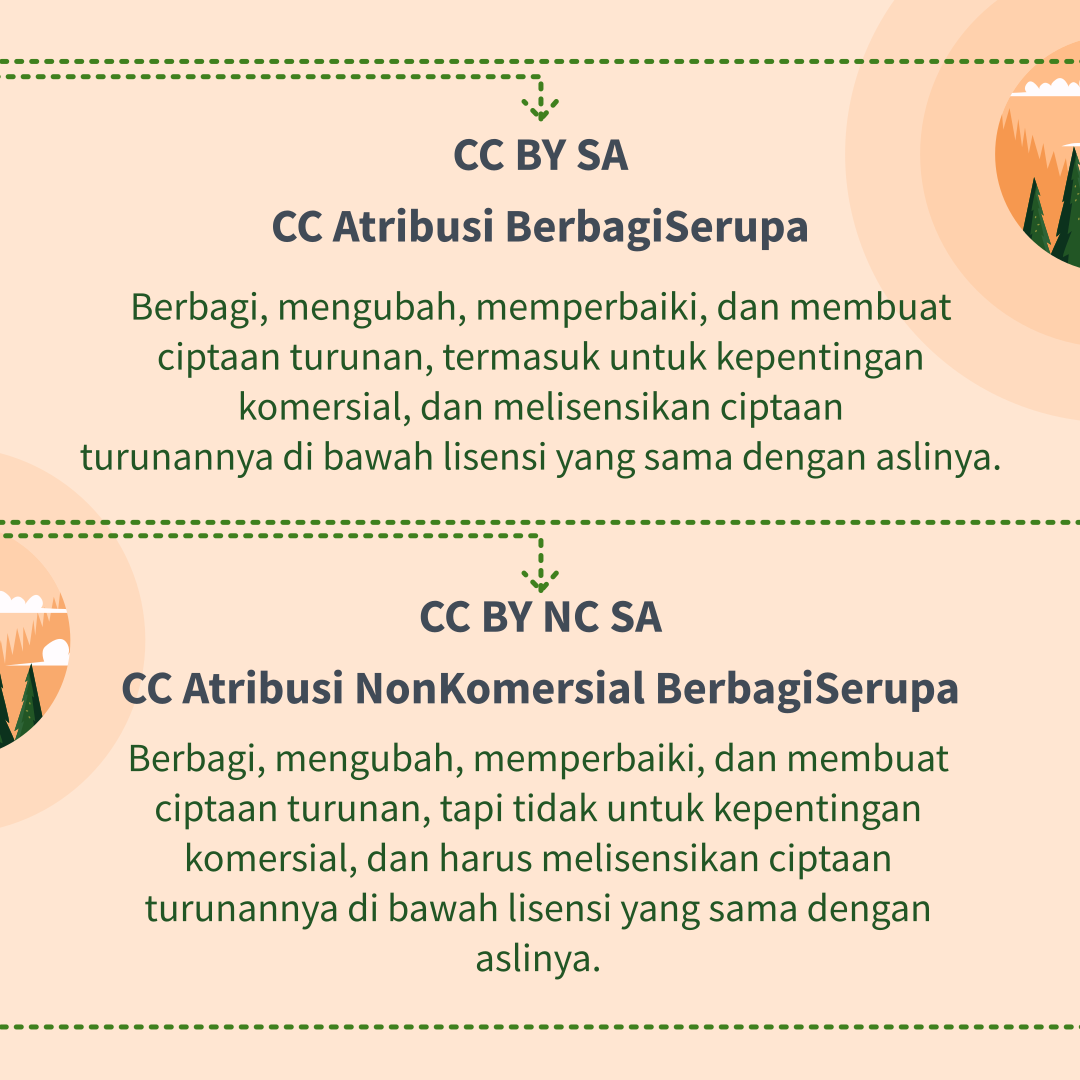 CC BY SA
CC Atribusi BerbagiSerupa
Berbagi, mengubah, memperbaiki, dan membuat
ciptaan turunan, termasuk untuk kepentingan
komersial, dan melisensikan ciptaan
turunannya di bawah lisensi yang sama dengan aslinya.
CC BY NC SA
CC Atribusi NonKomersial BerbagiSerupa
Berbagi, mengubah, memperbaiki, dan membuat
ciptaan turunan, tapi tidak untuk kepentingan
komersial, dan harus melisensikan ciptaan
turunannya di bawah lisensi yang sama dengan
aslinya.